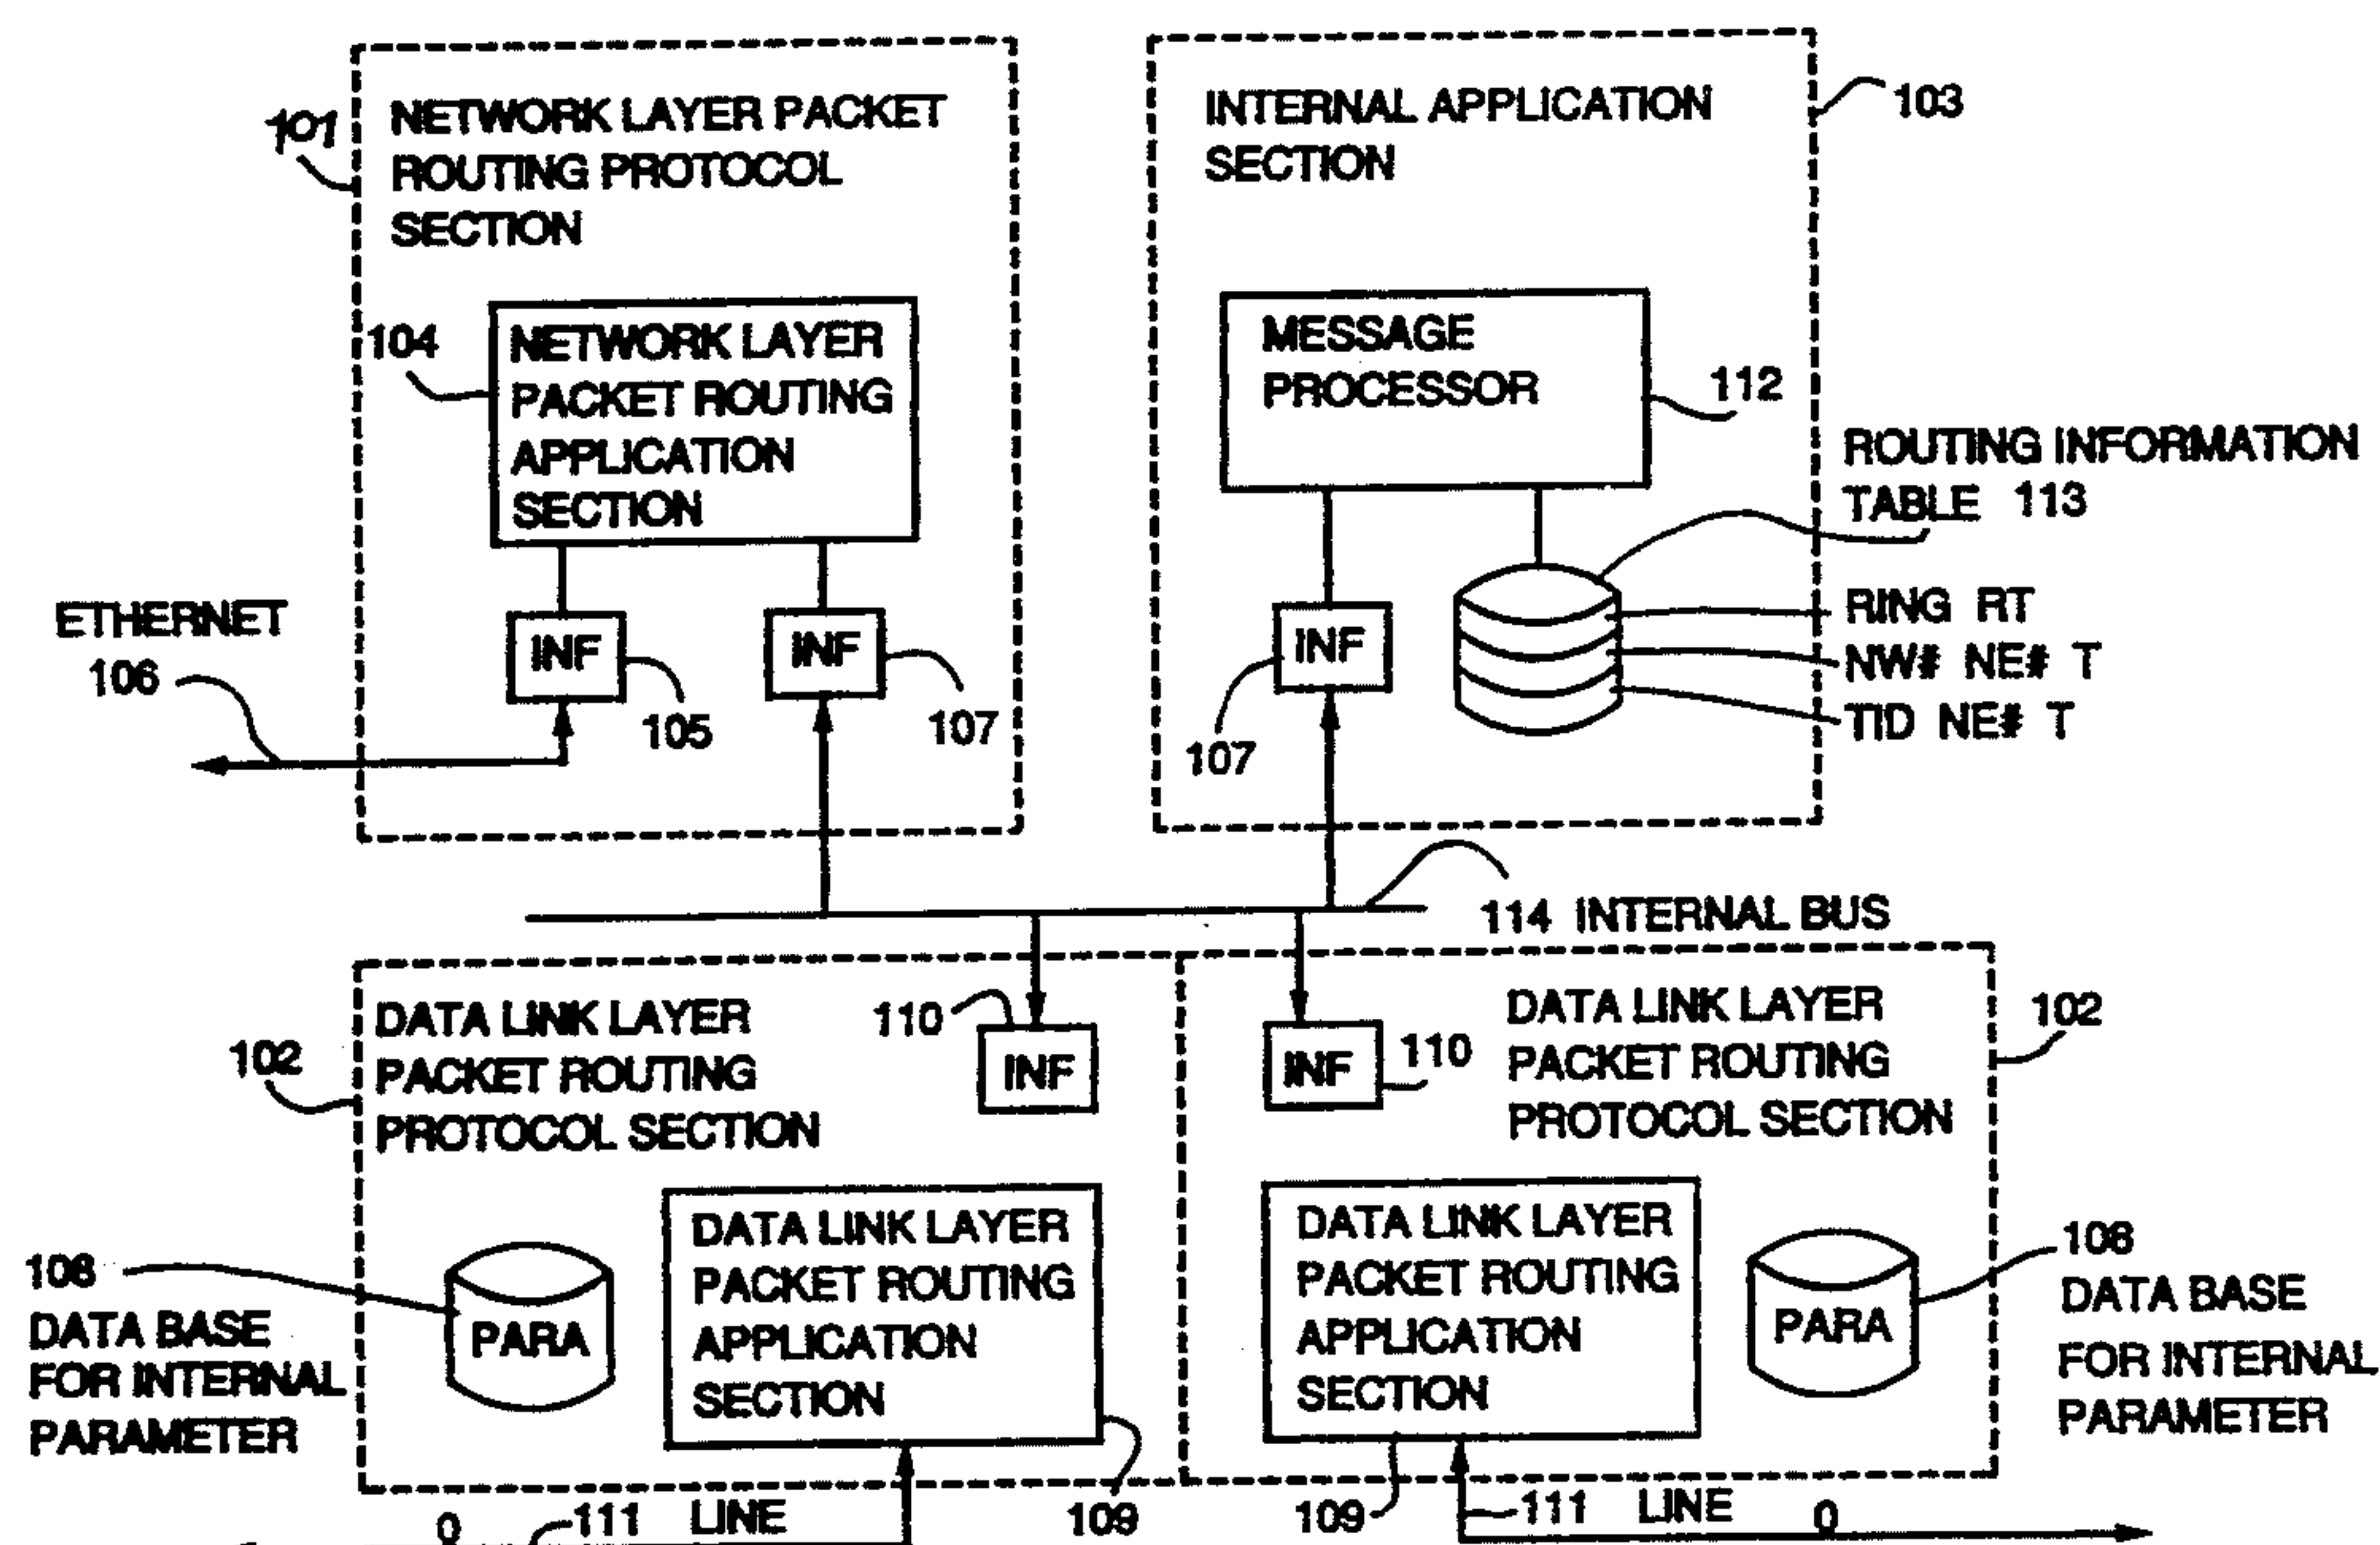 101
NETWORK LAYER PACKET
ROUTING PROTOCOL
SECTION
104
NETWORK LAYER
PACKET ROUTING
APPLICATION
SECTION
ETHERNET
106
INF
105
INF
107
INTERNAL APPLICATION
SECTION
103
MESSAGE
PROCESSOR
112
ROUTING INFORMATION
TABLE 113
INF
107
RING RT
NW# NE# T
TID NE# T
114 INTERNAL BUS
102
DATA LINK LAYER
PACKET ROUTING
PROTOCOL SECTION
110
INF
108
DATA BASE
FOR INTERNAL
PARAMETER
PARA
DATA LINK LAYER
PACKET ROUTING
APPLICATION
SECTION
109
0
111 LINE
INF
110
DATA LINK LAYER
PACKET ROUTING
PROTOCOL SECTION
102
DATA LINK LAYER
PACKET ROUTING
APPLICATION
SECTION
PARA
108
DATA BASE
FOR INTERNAL
PARAMETER
109
111 LINE 0